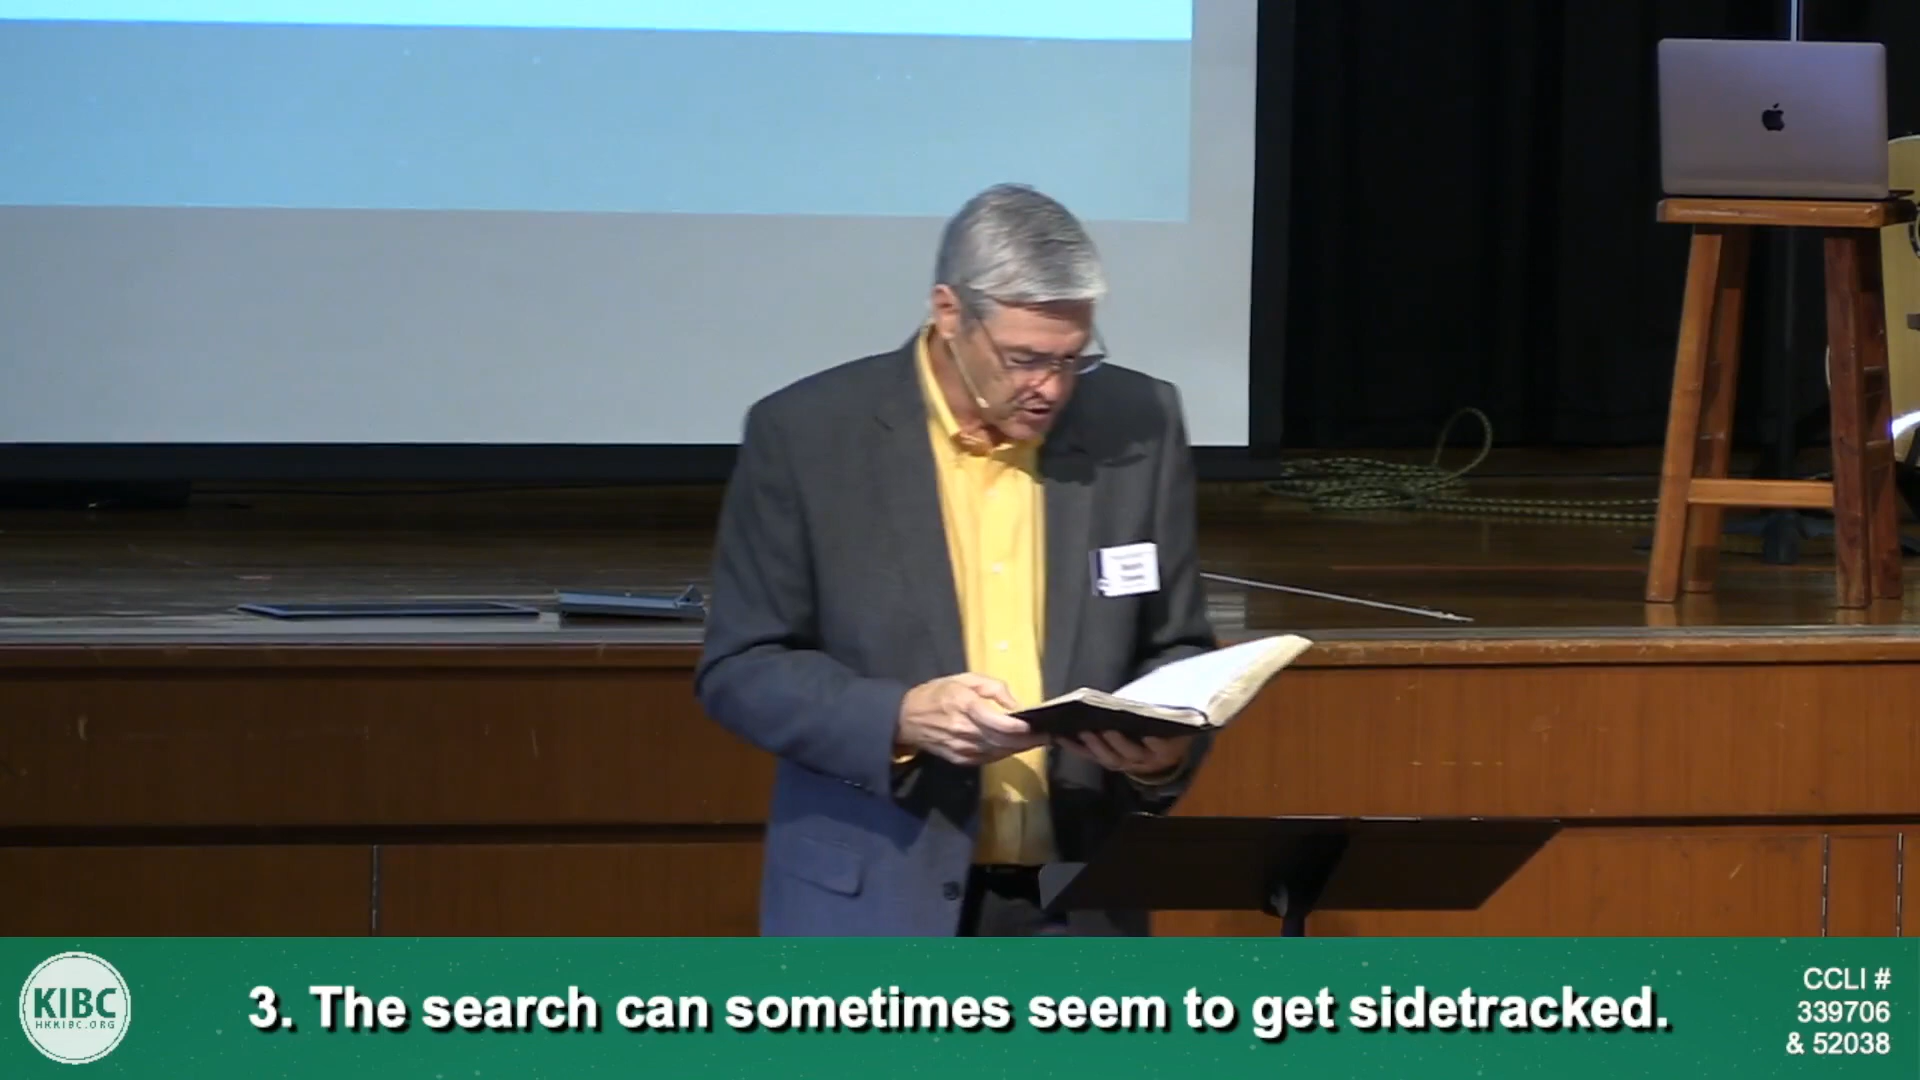 KIBC
HKKIBC.ORG
3. The search can sometimes seem to get sidetracked.
CCLI #
339706
& 52038